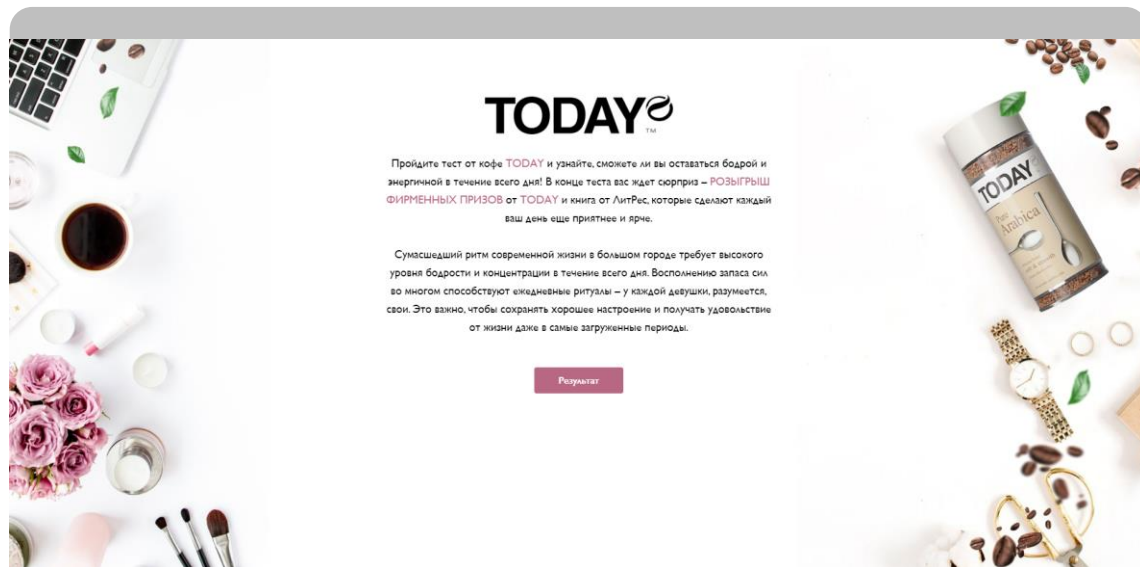 TODAY
TM
Пройдите тест от кофе TODAY и узнайте, сможете ли вы оставаться бодрой и
энергичной в течение всего дня! В конце теста вас ждет сюрприз – РОЗЫГРЫШ
ФИРМЕННЫХ ПРИЗОВ от TODAY и книга от ЛитРес, которые сделают каждый
ваш день еще приятнее и ярче.
Сумасшедший ритм современной жизни в большом городе требует высокого
уровня бодрости и концентрации в течение всего дня. Восполнению запаса сил
во многом способствуют ежедневные ритуалы – у каждой девушки, разумеется,
свои. Это важно, чтобы сохранять хорошее настроение и получать удовольствие
от жизни даже в самые загруженные периоды.
Результат
TODAY
Pure
Arabica